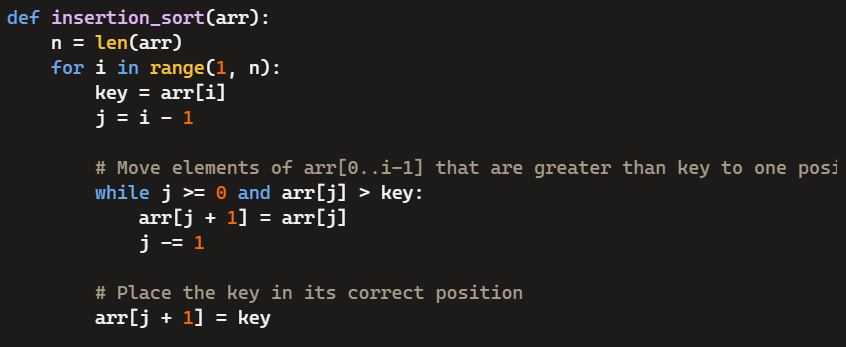 def insertion_sort(arr):
    n = len(arr)
    for i in range(1, n):
        key = arr[i]
        j = i - 1
        # Move elements of arr[0..i-1] that are greater than key to one posi
        while j >= 0 and arr[j] > key:
            arr[j + 1] = arr[j]
            j -= 1
        # Place the key in its correct position
        arr[j + 1] = key